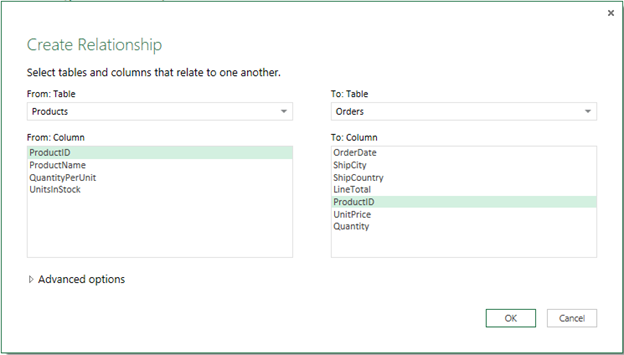 Create Relationship
Select tables and columns that relate to one another.
From: Table
Products
To: Table
Orders
From: Column
ProductID
ProductName
QuantityPerUnit
UnitsInStock
To: Column
OrderDate
ShipCity
ShipCountry
LineTotal
ProductID
UnitPrice
Quantity
Advanced options
OK
Cancel